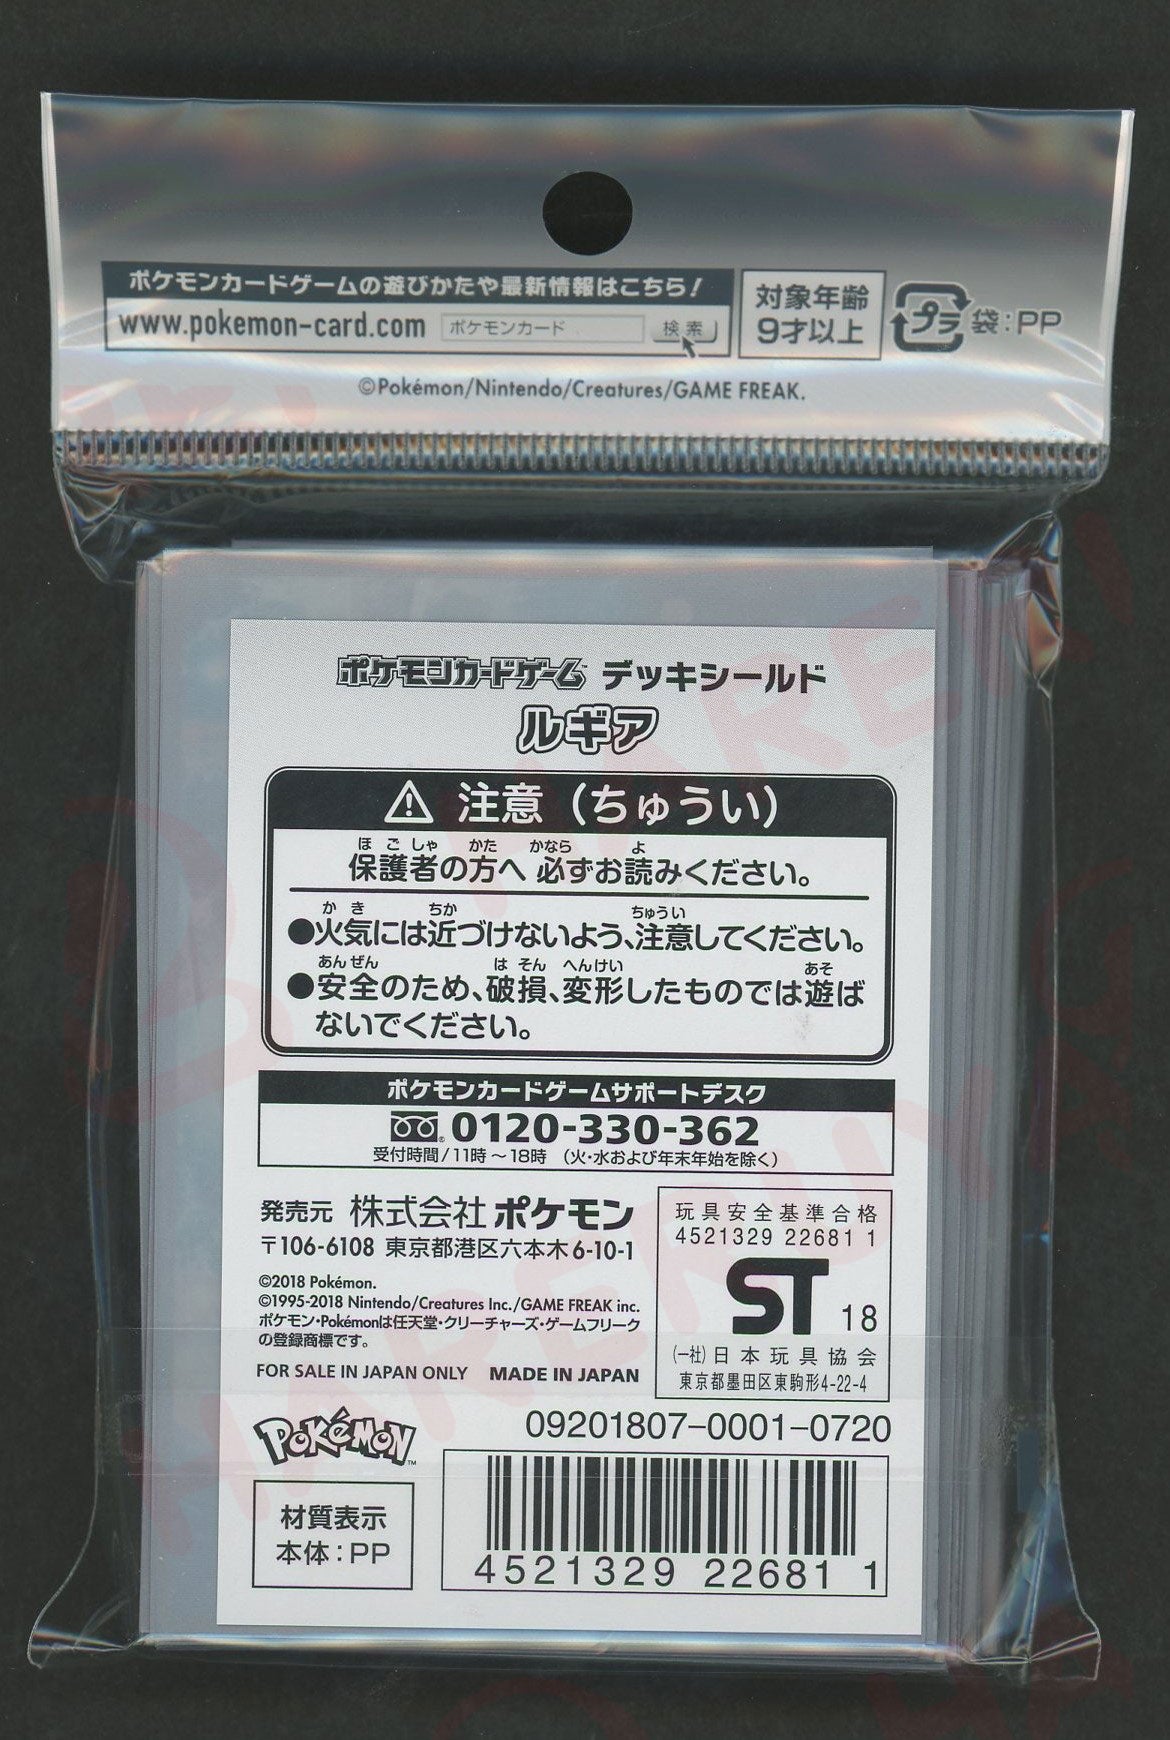 ポケモンカードゲームの遊びかたや最新情報はこちら！
www.pokemon-card.com ポケモンカード 検索
対象年齢
9才以上
プラ 袋：PP
©Pokémon/Nintendo/Creatures/GAME FREAK.
ポケモンカードゲーム™ デッキシールド
ルギア
⚠ 注意（ちゅうい）
ほ ご しゃ かた かなら よ
保護者の方へ 必ずお読みください。
か き ちか ちゅうい
●火気には近づけないよう、注意してください。
あんぜん は そん へんけい あそ
●安全のため、破損、変形したものでは遊ば
ないでください。
ポケモンカードゲームサポートデスク
0120-330-362
受付時間/11時～18時 （火・水および年末年始を除く）
発売元 株式会社ポケモン
〒106-6108 東京都港区六本木6-10-1
©2018 Pokémon.
©1995-2018 Nintendo/Creatures Inc./GAME FREAK inc.
ポケモン・Pokémonは任天堂・クリーチャーズ・ゲームフリーク
の登録商標です。
FOR SALE IN JAPAN ONLY MADE IN JAPAN
玩具安全基準合格
4521329 22681 1
ST 18
（一社）日本玩具協会
東京都墨田区東駒形4-22-4
Pokémon™
09201807-0001-0720
材質表示
本体：PP
4521329 22681 1